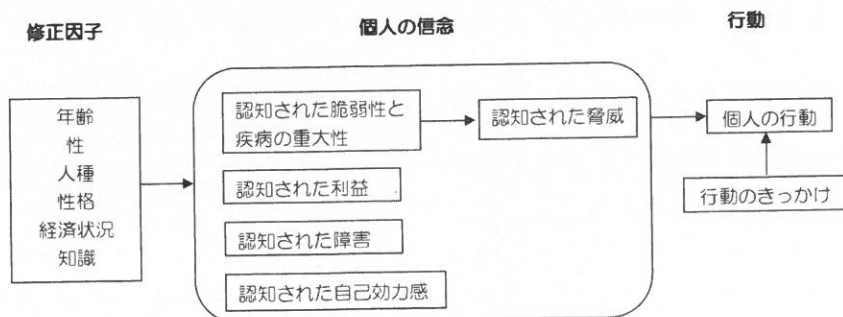 修正因子
個人の信念
行動
年齢
性
人種
性格
経済状況
知識
認知された脆弱性と
疾病の重大性
認知された脅威
認知された利益
認知された障害
認知された自己効力感
個人の行動
行動のきっかけ